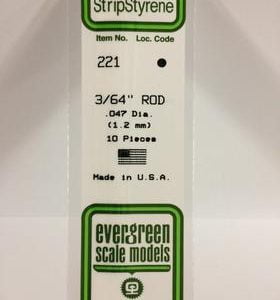 StripStyrene
Item No. Loc. Code
221
3/64" ROD
.047 Dia.
(1.2 mm)
10 Pieces
Made in U.S.A.
evergreen
scale models